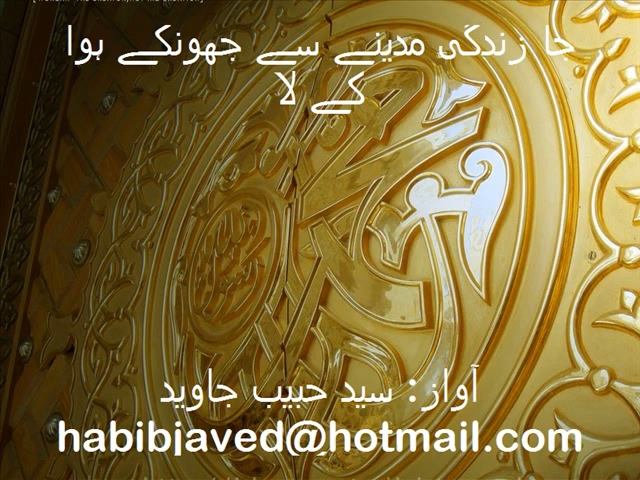 جا زندگی مدینے سے جھونکے ہوا
کے لا
آواز: سید حبیب جاوید
habibjaved@hotmail.com